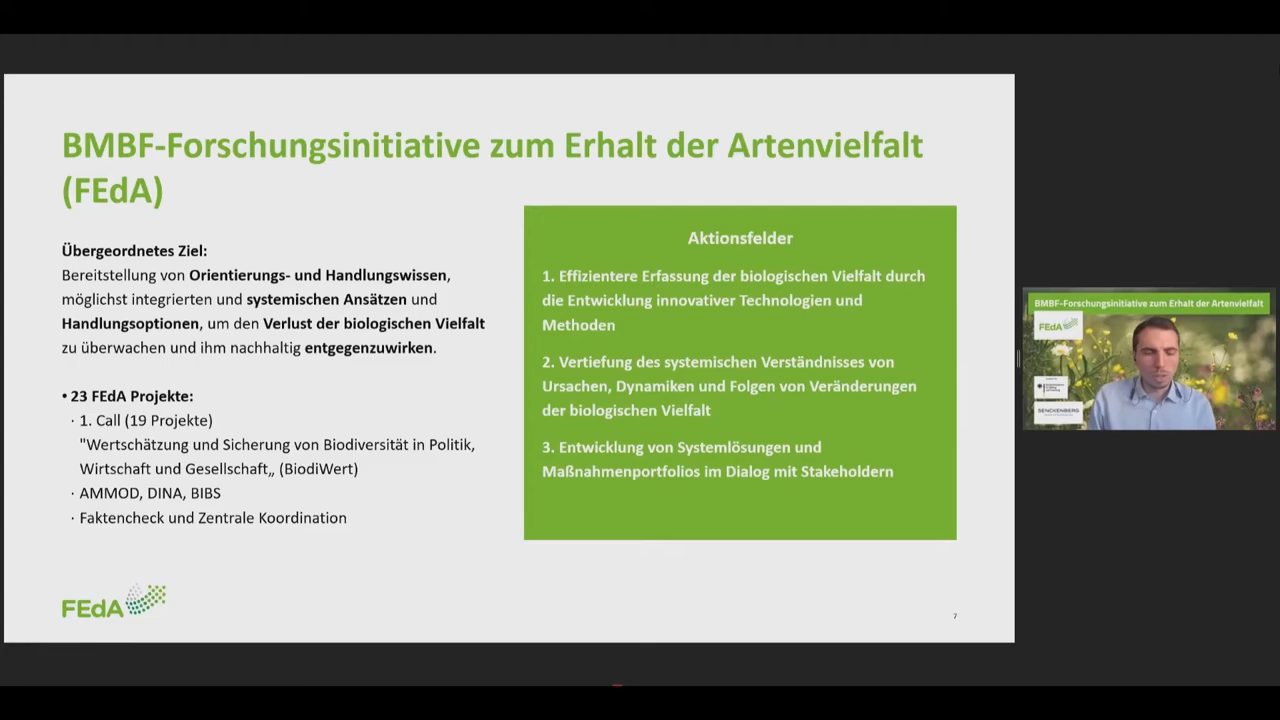 BMBF-Forschungsinitiative zum Erhalt der Artenvielfalt
(FEdA)
Übergeordnetes Ziel:
Bereitstellung von Orientierungs- und Handlungswissen,
möglichst integrierten und systemischen Ansätzen und
Handlungsoptionen, um den Verlust der biologischen Vielfalt
zu überwachen und ihm nachhaltig entgegenzuwirken.
• 23 FEdA Projekte:
· 1. Call (19 Projekte)
"Wertschätzung und Sicherung von Biodiversität in Politik,
Wirtschaft und Gesellschaft„ (BiodiWert)
· AMMOD, DINA, BIBS
· Faktencheck und Zentrale Koordination
Aktionsfelder
1. Effizientere Erfassung der biologischen Vielfalt durch
die Entwicklung innovativer Technologien und
Methoden
2. Vertiefung des systemischen Verständnisses von
Ursachen, Dynamiken und Folgen von Veränderungen
der biologischen Vielfalt
3. Entwicklung von Systemlösungen und
Maßnahmenportfolios im Dialog mit Stakeholdern
FEdA
7
BMBF-Forschungsinitiative zum Erhalt der Artenvielfalt
FEdA
SENCKENBERG